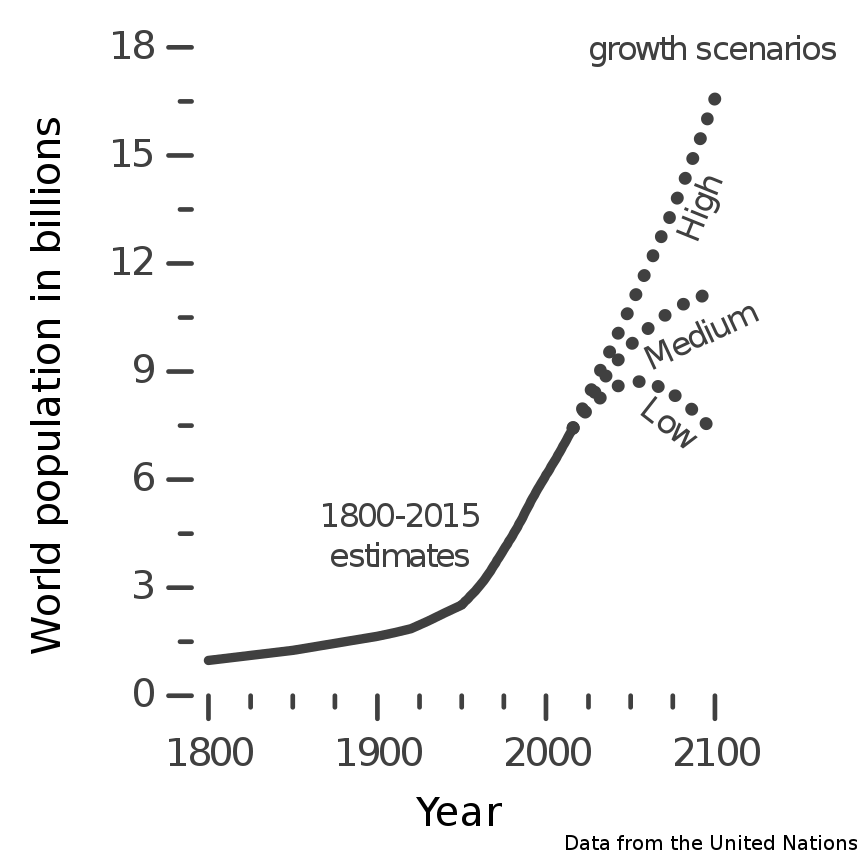 growth scenarios
18
15
12
9
6
3
0
World population in billions
High
Medium
Low
1800-2015
estimates
1800 1900 2000 2100
Year
Data from the United Nations